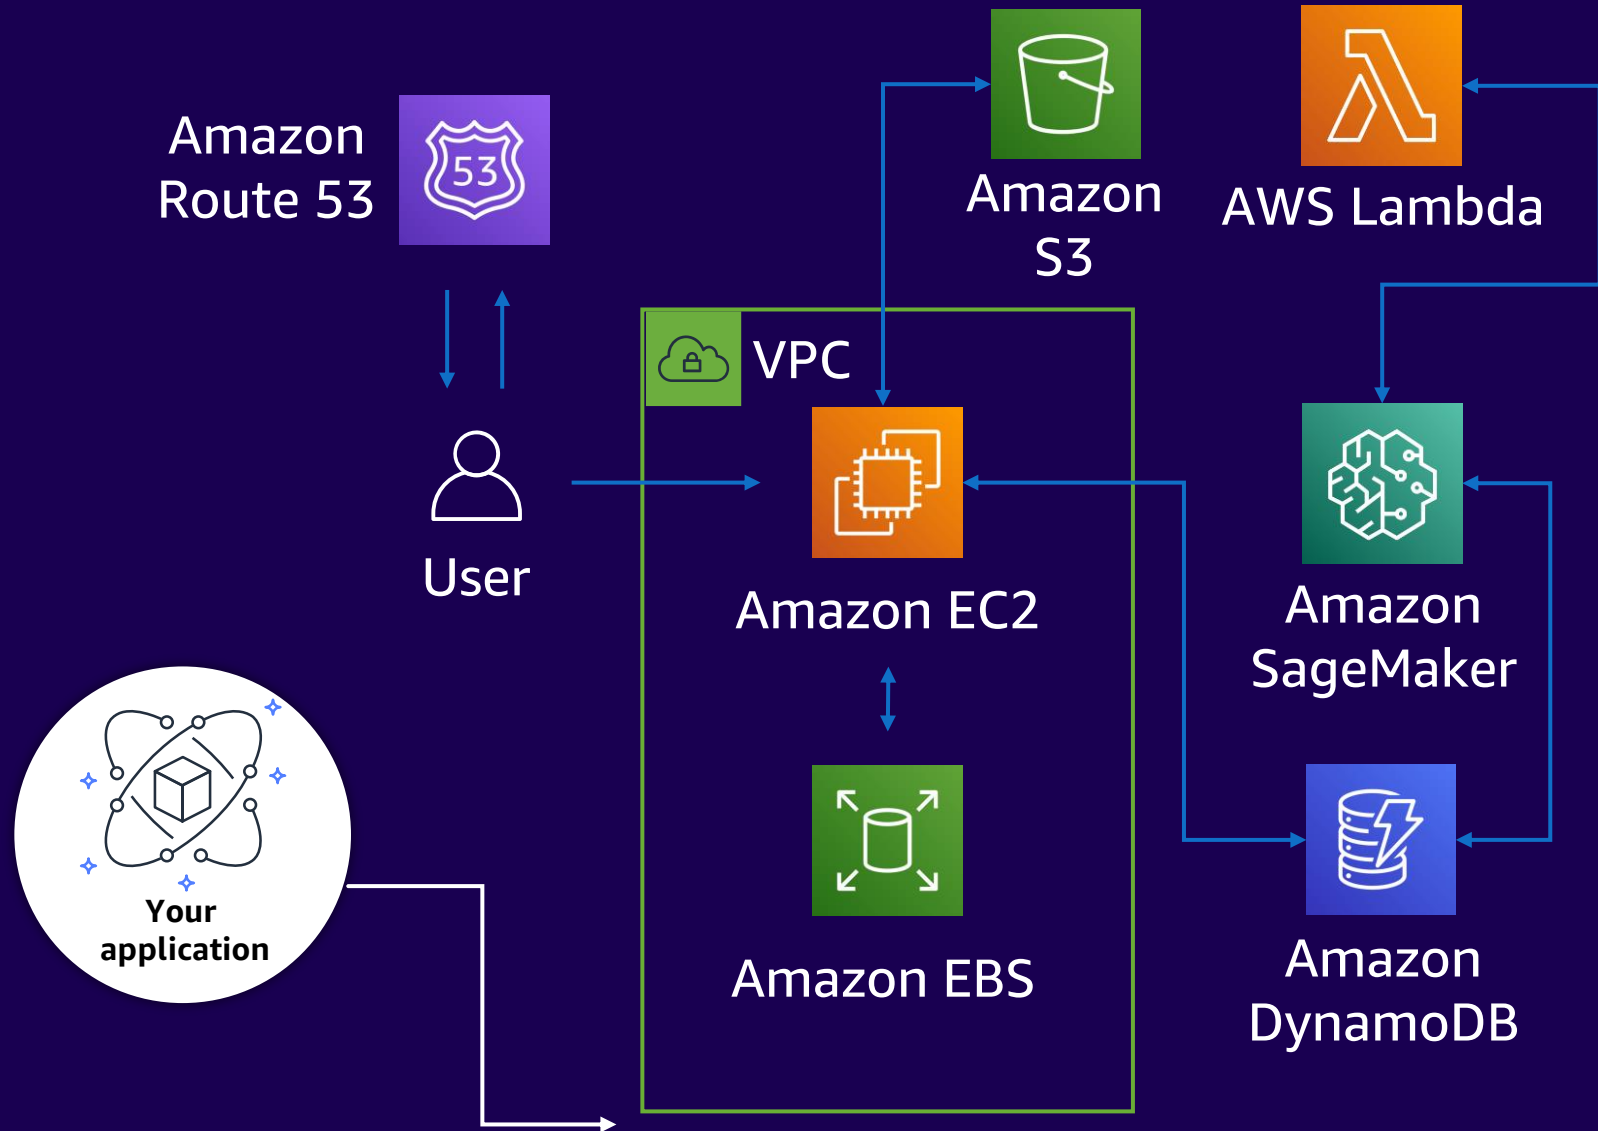 Amazon
Route 53
53
Amazon
S3
AWS Lambda
VPC
User
Amazon EC2
Amazon
SageMaker
Your
application
Amazon EBS
Amazon
DynamoDB